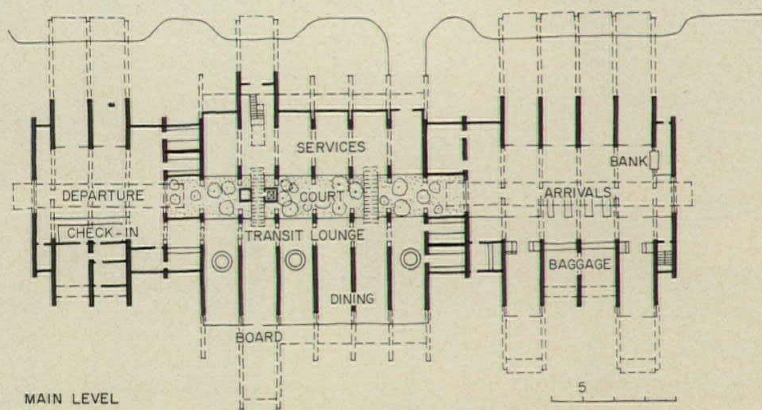 SERVICES
BANK
DEPARTURE
COURT
ARRIVALS
CHECK-IN
TRANSIT LOUNGE
BAGGAGE
DINING
BOARD
MAIN LEVEL
5